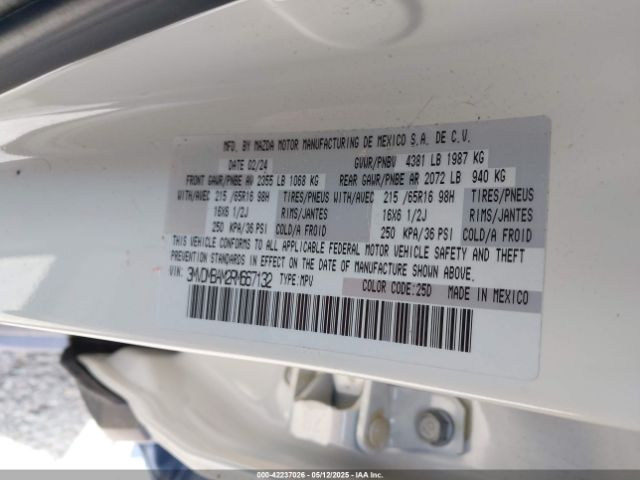 MFD. BY MAZDA MOTOR MANUFACTURING DE MEXICO S.A. DE C.V.
DATE 02/24 GVWR/PNBV 4381 LB 1987 KG
FRONT GAWR/PNBE AV 2355 LB 1068 KG REAR GAWR/PNBE AR 2072 LB 940 KG
WITH/AVEC 215 /65R16 98H TIRES/PNEUS WITH/AVEC 215 /65R16 98H TIRES/PNEUS
16X6 1/2J RIMS/JANTES 16X6 1/2J RIMS/JANTES
250 KPA/36 PSI COLD/A FROID 250 KPA/36 PSI COLD/A FROID
THIS VEHICLE CONFORMS TO ALL APPLICABLE FEDERAL MOTOR VEHICLE SAFETY AND THEFT
PREVENTION STANDARDS IN EFFECT ON THE DATE OF MANUFACTURE SHOWN ABOVE.
VIN: TYPE:MPV COLOR CODE:25D MADE IN MEXICO
000-42237026 - 05/12/2025 - IAA Inc.